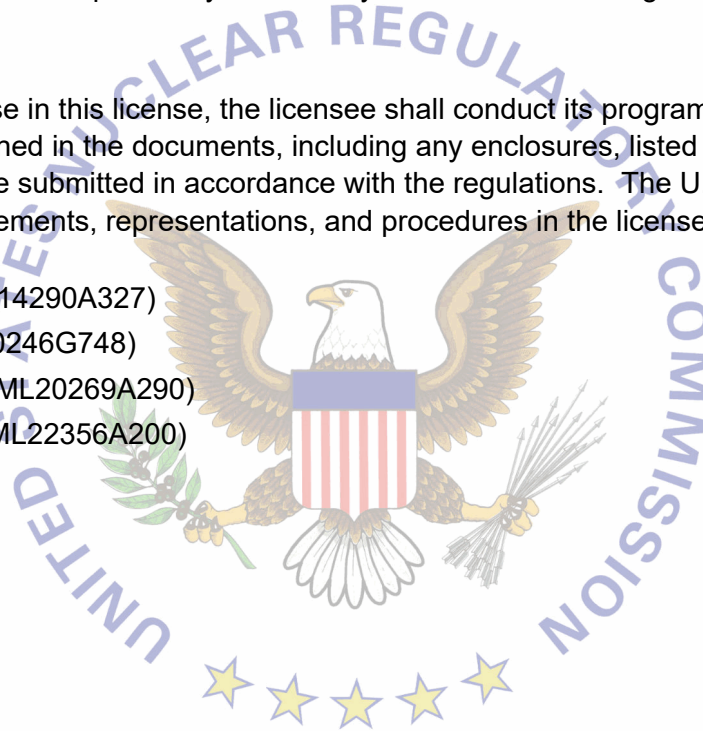 UNITED STATES NUCLEAR REGULATORY COMMISSION
se in this license, the licensee shall conduct its program
ned in the documents, including any enclosures, listed
e submitted in accordance with the regulations. The U
ements, representations, and procedures in the license
14290A327)
0246G748)
ML20269A290)
ML22356A200)